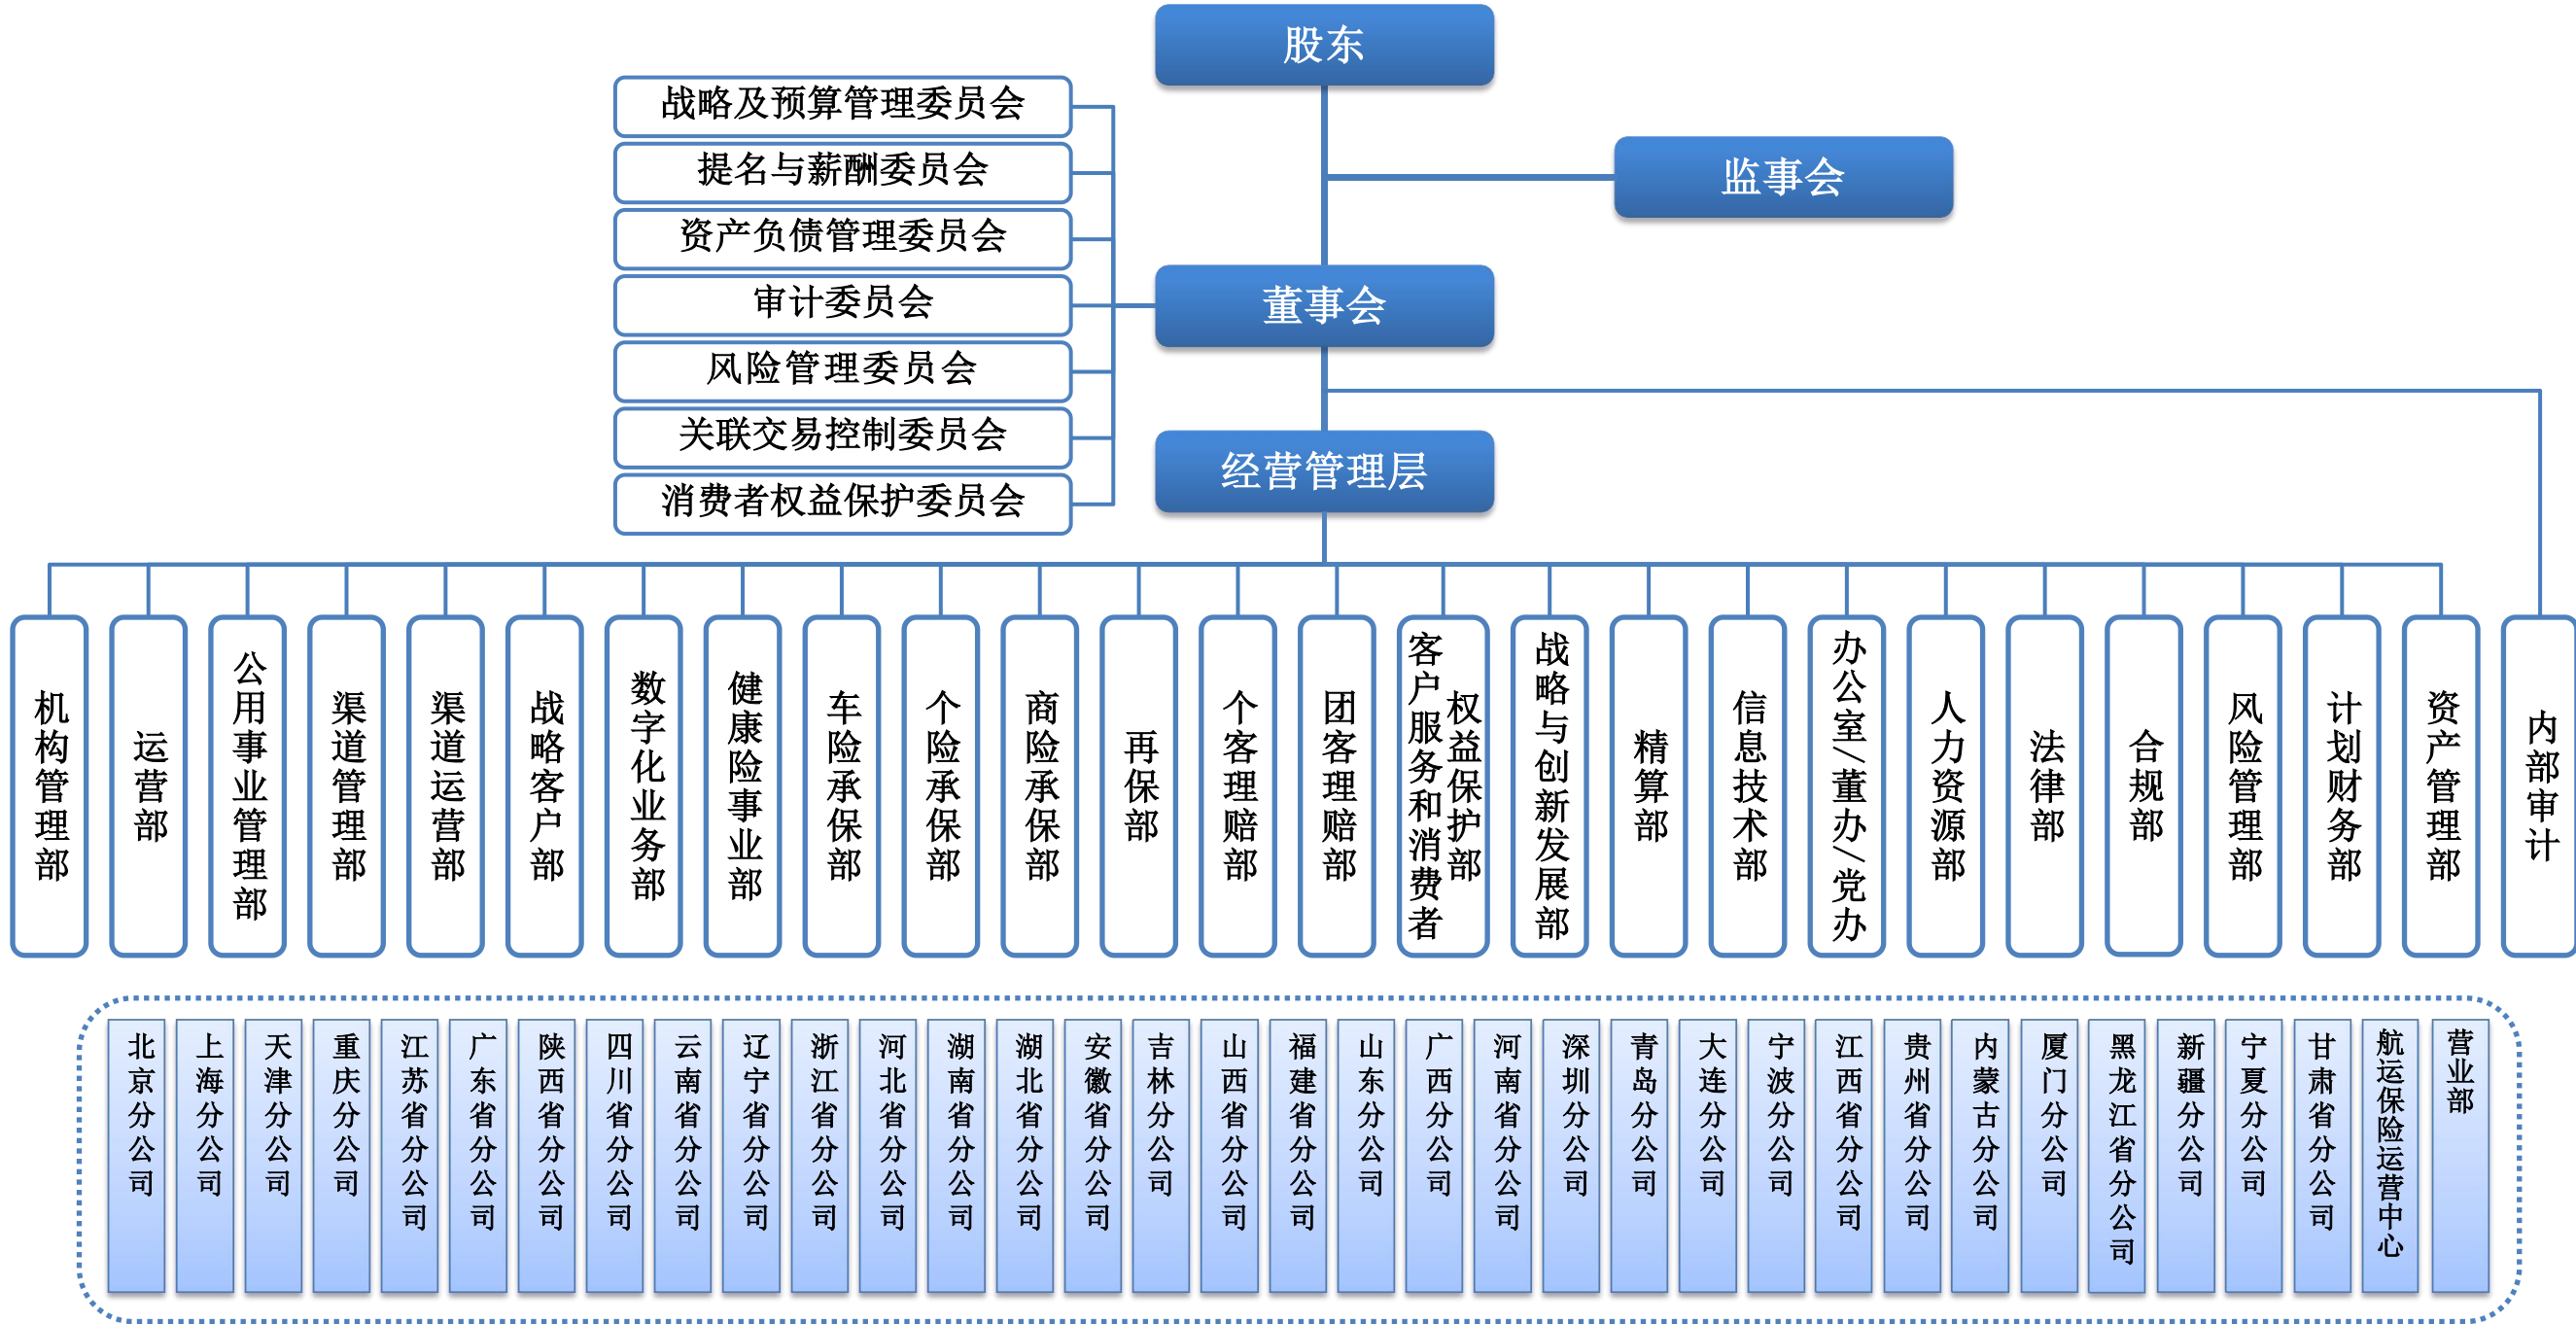 股东
战略及预算管理委员会
提名与薪酬委员会
监事会
资产负债管理委员会
审计委员会
董事会
风险管理委员会
关联交易控制委员会
经营管理层
消费者权益保护委员会
机构管理部
运营部
公用事业管理部
渠道管理部
渠道运营部
战略客户部
数字化业务部
健康险事业部
车险承保部
个险承保部
商险承保部
再保部
个客理赔部
团客理赔部
客户服务和消费者
权益保护部
战略与创新发展部
精算部
信息技术部
办公室/董办/党办
人力资源部
法律部
合规部
风险管理部
计划财务部
资产管理部
内部审计
北京分公司
上海分公司
天津分公司
重庆分公司
江苏省分公司
广东省分公司
陕西省分公司
四川省分公司
云南省分公司
辽宁省分公司
浙江省分公司
河北省分公司
湖南省分公司
湖北省分公司
安徽省分公司
吉林分公司
山西省分公司
福建省分公司
山东分公司
广西分公司
河南省分公司
深圳分公司
青岛分公司
大连分公司
宁波分公司
江西省分公司
贵州省分公司
内蒙古分公司
厦门分公司
黑龙江省分公司
新疆分公司
宁夏分公司
甘肃省分公司
航运保险运营中心
营业部